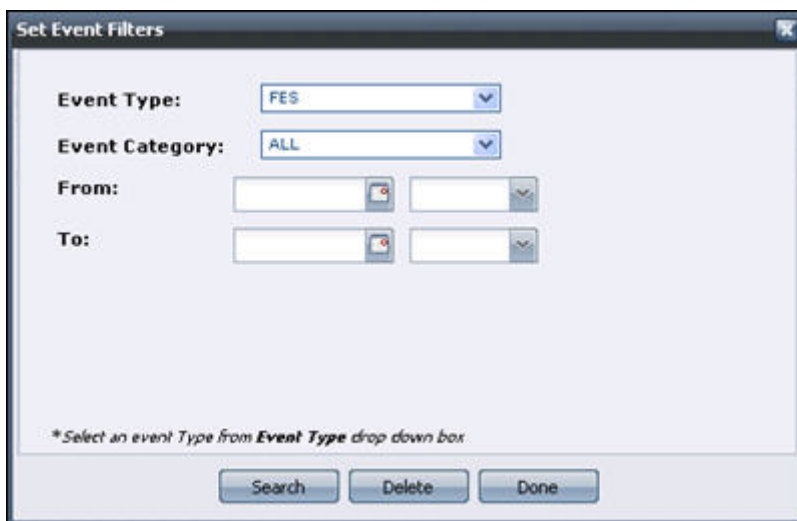 Set Event Filters
Event Type: FES
Event Category: ALL
From:
To:
*Select an event Type from Event Type drop down box
Search Delete Done